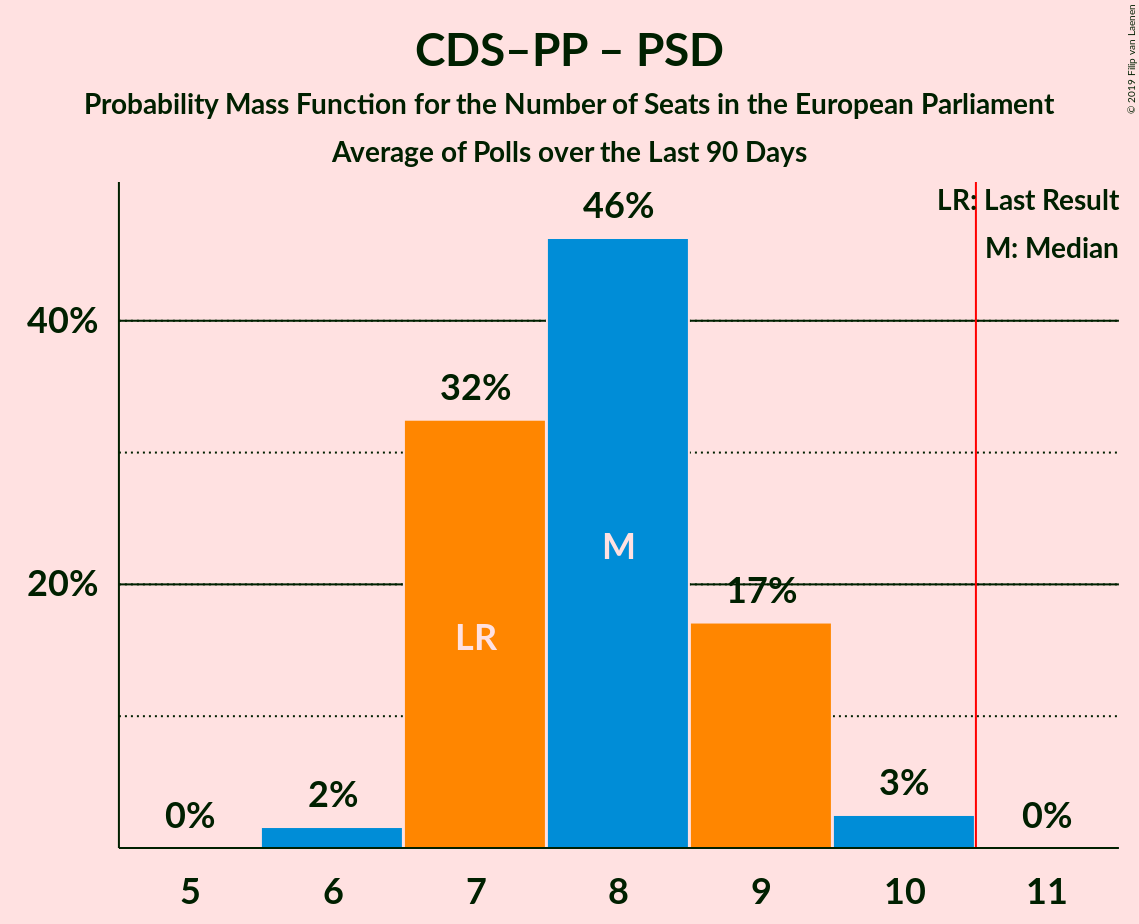 CDS–PP – PSD
Probability Mass Function for the Number of Seats in the European Parliament
Average of Polls over the Last 90 Days
© 2019 Filip van Laenen
LR: Last Result
M: Median
46%
40%
32%
M
20%
17%
LR
3%
2%
0%
0%
5 6 7 8 9 10 11